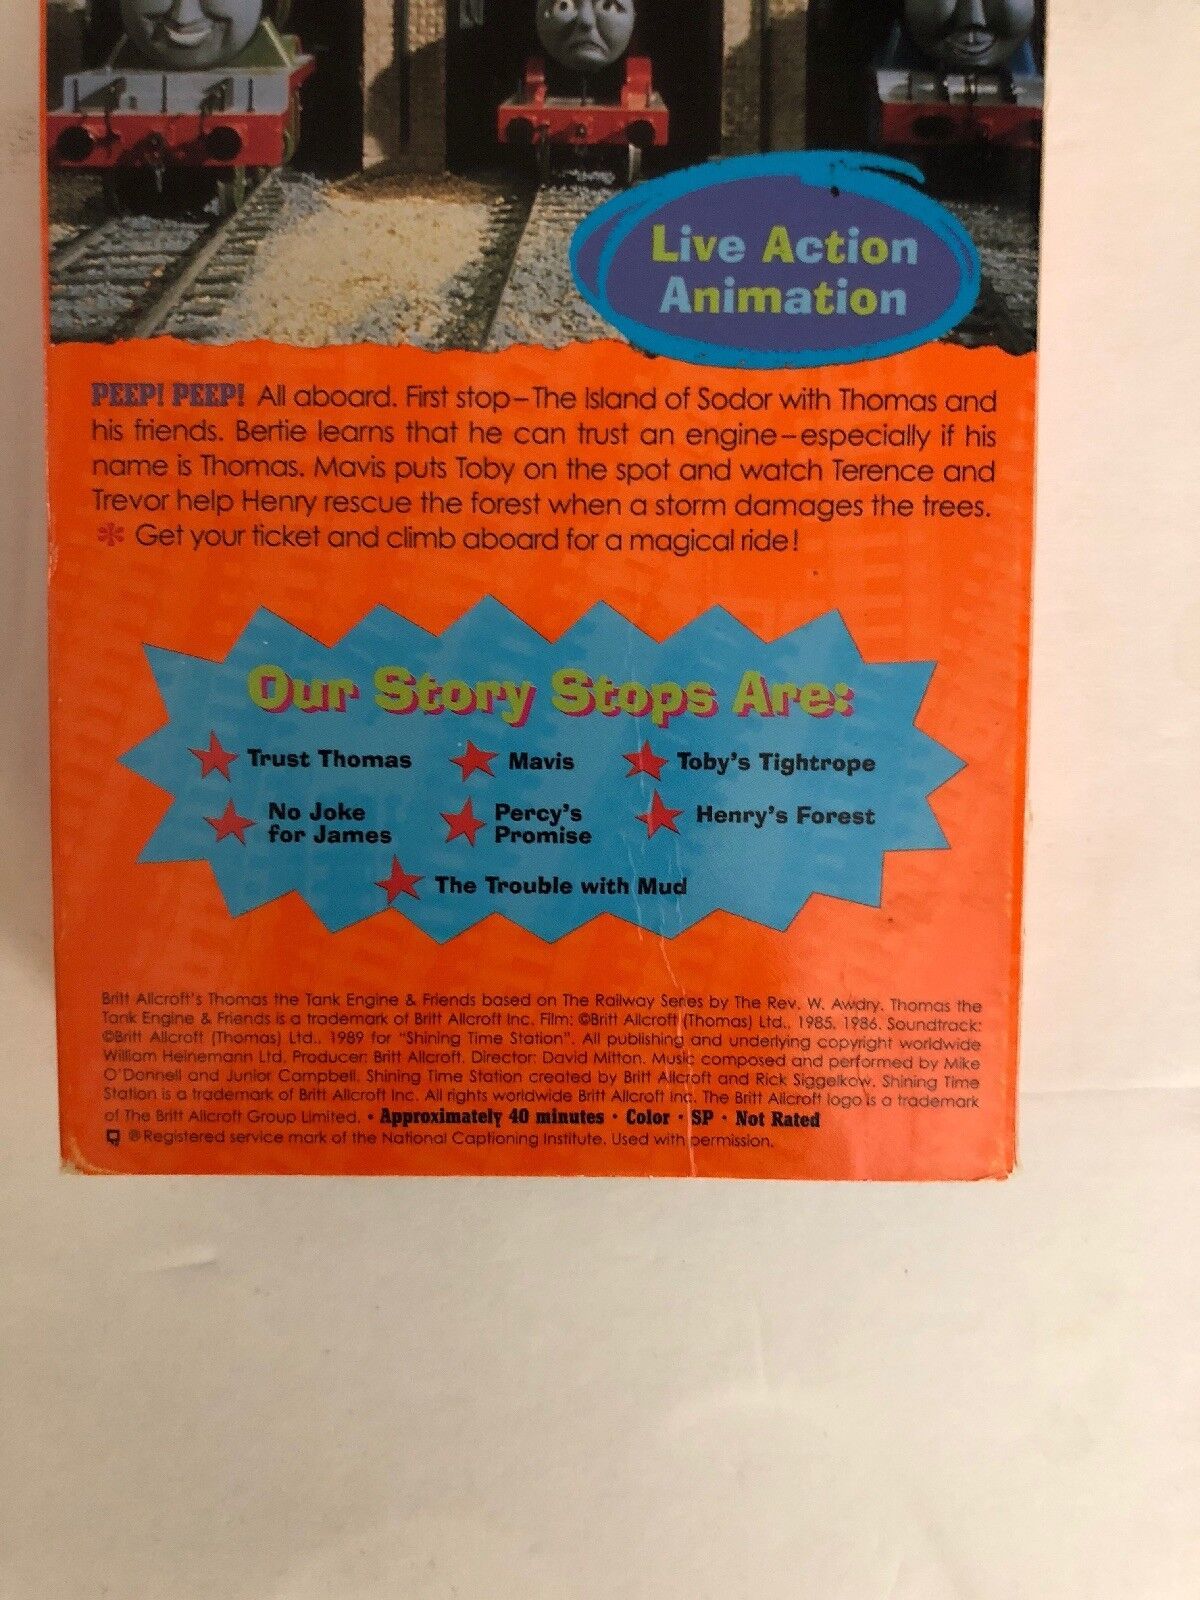 Live Action
Animation
PEEP! PEEP! All aboard. First stop–The Island of Sodor with Thomas and
his friends. Bertie learns that he can trust an engine–especially if his
name is Thomas. Mavis puts Toby on the spot and watch Terence and
Trevor help Henry rescue the forest when a storm damages the trees.
✻ Get your ticket and climb aboard for a magical ride!
Our Story Stops Are:
★ Trust Thomas ★ Mavis ★ Toby's Tightrope
★ No Joke
for James
★ Percy's
Promise
★ Henry's Forest
★ The Trouble with Mud
Britt Allcroft's Thomas the Tank Engine & Friends based on The Railway Series by The Rev. W. Awdry. Thomas the
Tank Engine & Friends is a trademark of Britt Allcroft Inc. Film: ©Britt Allcroft (Thomas) Ltd., 1985, 1986. Soundtrack:
©Britt Allcroft (Thomas) Ltd., 1989 for "Shining Time Station". All publishing and underlying copyright worldwide
William Heinemann Ltd. Producer: Britt Allcroft. Director: David Mitton. Music composed and performed by Mike
O'Donnell and Junior Campbell. Shining Time Station created by Britt Allcroft and Rick Siggelkow. Shining Time
Station is a trademark of Britt Allcroft Inc. All rights worldwide Britt Allcroft Inc. The Britt Allcroft logo is a trademark
of The Britt Allcroft Group Limited. • Approximately 40 minutes • Color • SP • Not Rated
® Registered service mark of the National Captioning Institute. Used with permission.